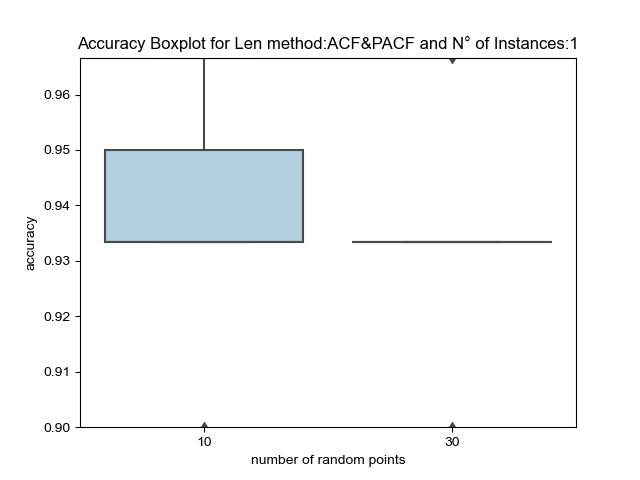 Accuracy Boxplot for Len method:ACF&PACF and N° of Instances:1
0.96
0.95
0.94
0.93
0.92
0.91
0.90
accuracy
10 30
number of random points